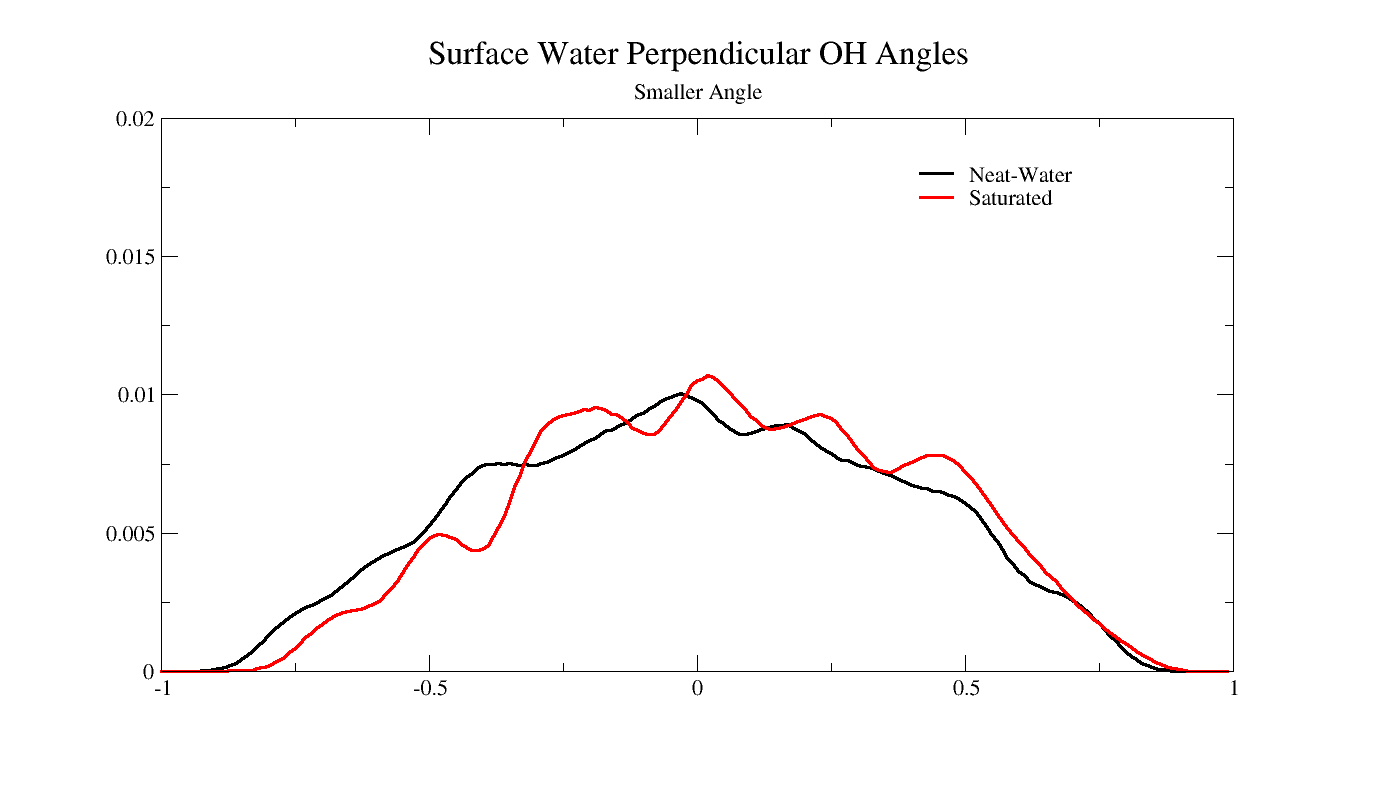 Surface Water Perpendicular OH Angles
Smaller Angle
0.02
0.015
0.01
0.005
0
-1
-0.5
0
0.5
1
Neat-Water
Saturated